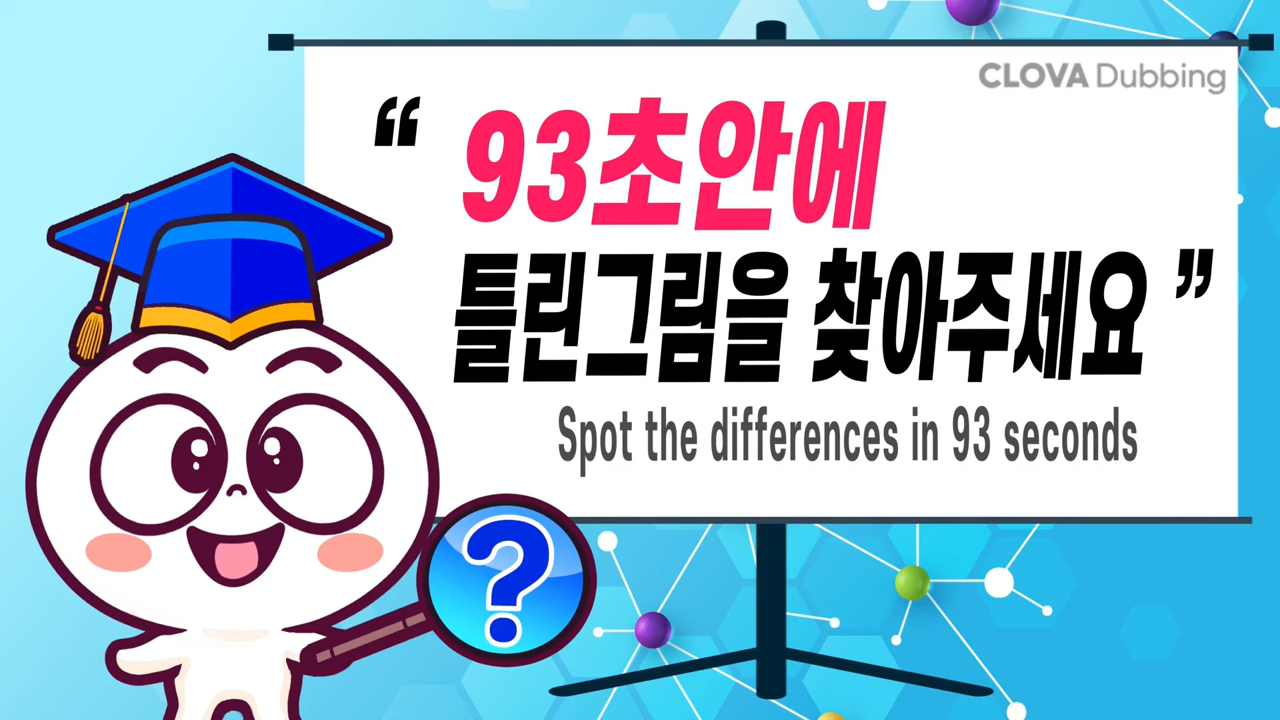 CLOVA Dubbing
“ 93초안에
틀린그림을 찾아주세요 ”
Spot the differences in 93 seconds
?